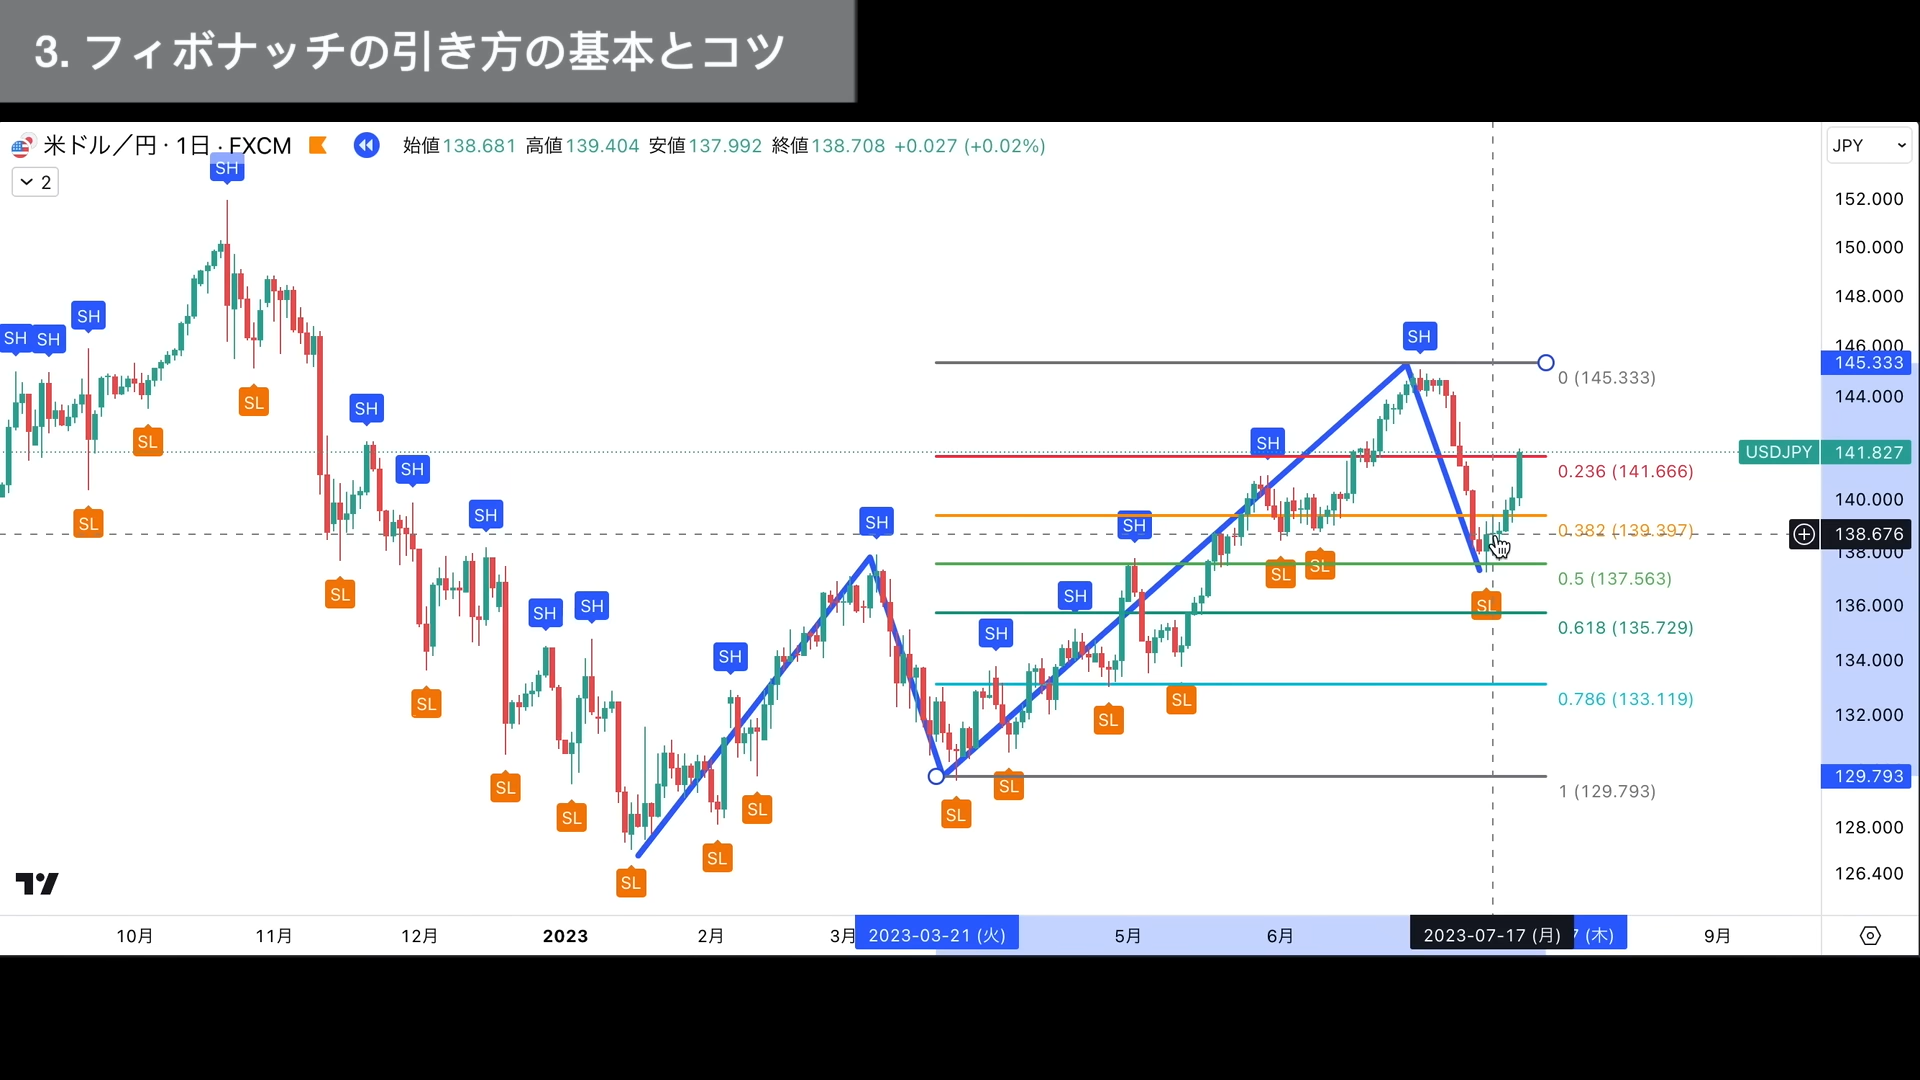 3. フィボナッチの引き方の基本とコツ
米ドル／円 · 1日 · FXCM
始値138.681 高値139.404 安値137.992 終値138.708 +0.027 (+0.02%)
JPY
2
SH
152.000
150.000
148.000
SH
SH SH
146.000
SH
145.333
0 (145.333)
144.000
SL
SH
SL
SH
USDJPY 141.827
SH
0.236 (141.666)
140.000
SH
SH
SL
SH
SH
0.382 (139.397)
138.676
138.000
SL
SL
0.5 (137.563)
SL
SH
SH
SH
SL
136.000
0.618 (135.729)
SH
SH
134.000
SL
SL
0.786 (133.119)
SL
132.000
129.793
SL
SL
1 (129.793)
SL
SL
SL
128.000
SL
SL
126.400
10月 11月 12月 2023 2月 3月 2023-03-21 (火) 5月 6月 2023-07-17 (月) 7 (木) 9月